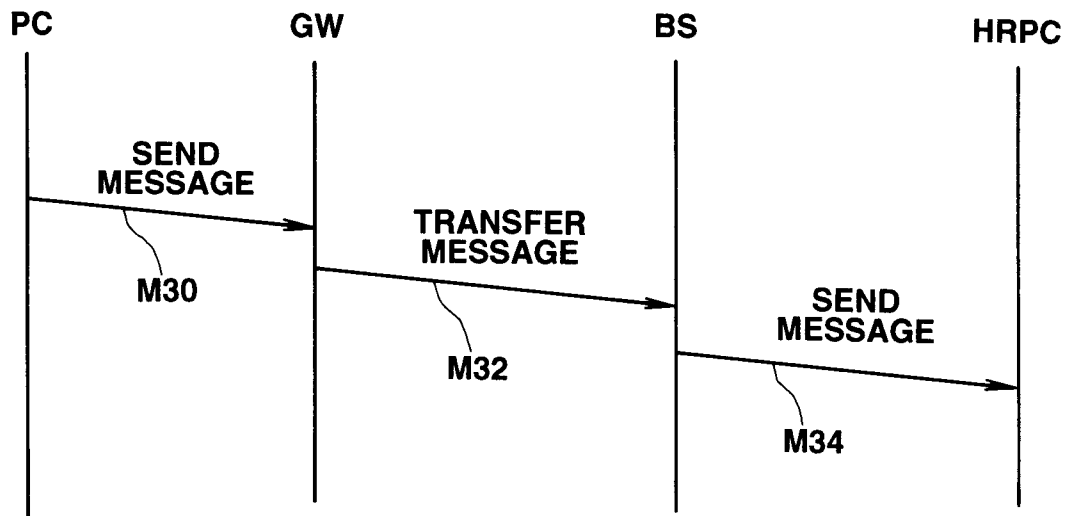 PC
GW
BS
HRPC
SEND
MESSAGE
M30
TRANSFER
MESSAGE
M32
SEND
MESSAGE
M34